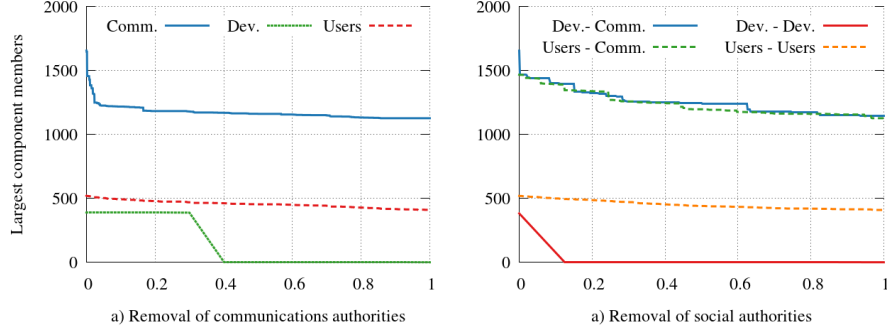 2000
Comm.
Dev.
Users
1500
1000
500
0
Largest component members
0 0.2 0.4 0.6 0.8 1
a) Removal of communications authorities
2000
Dev.- Comm.
Dev. - Dev.
Users - Comm.
Users - Users
1500
1000
500
0
0 0.2 0.4 0.6 0.8 1
a) Removal of social authorities